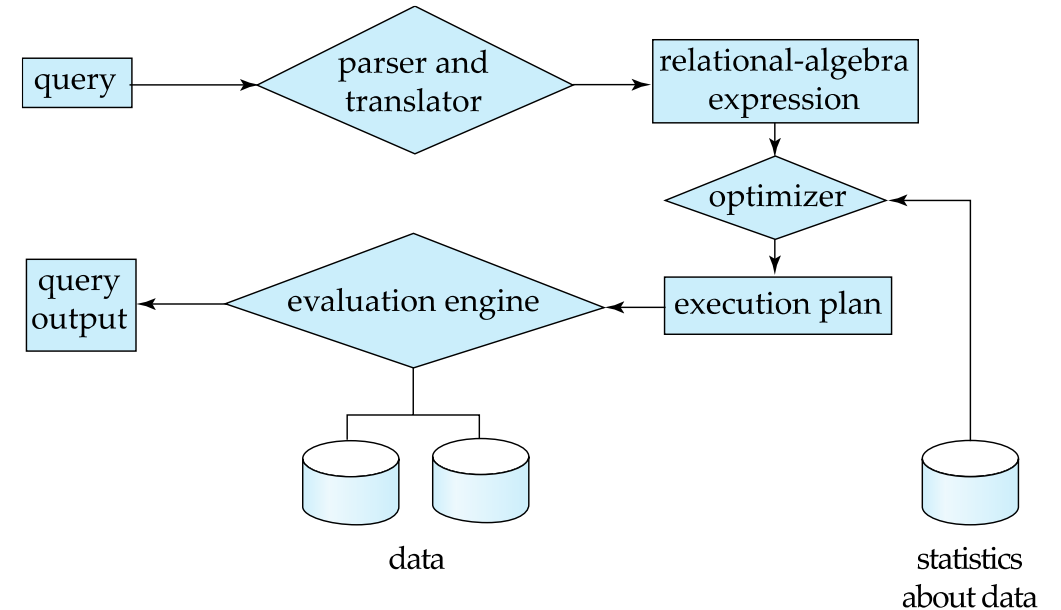 query
parser and
translator
relational-algebra
expression
optimizer
query
output
evaluation engine
execution plan
data
statistics
about data